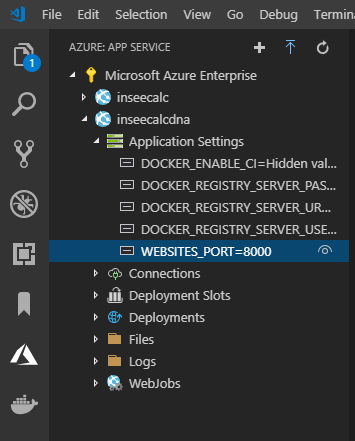 File Edit Selection View Go Debug Termina
AZURE: APP SERVICE
1
Microsoft Azure Enterprise
inseecalc
inseecalcdna
Application Settings
DOCKER_ENABLE_CI=Hidden val...
DOCKER_REGISTRY_SERVER_PAS...
DOCKER_REGISTRY_SERVER_UR...
DOCKER_REGISTRY_SERVER_USE...
WEBSITES_PORT=8000
Connections
Deployment Slots
Deployments
Files
Logs
WebJobs